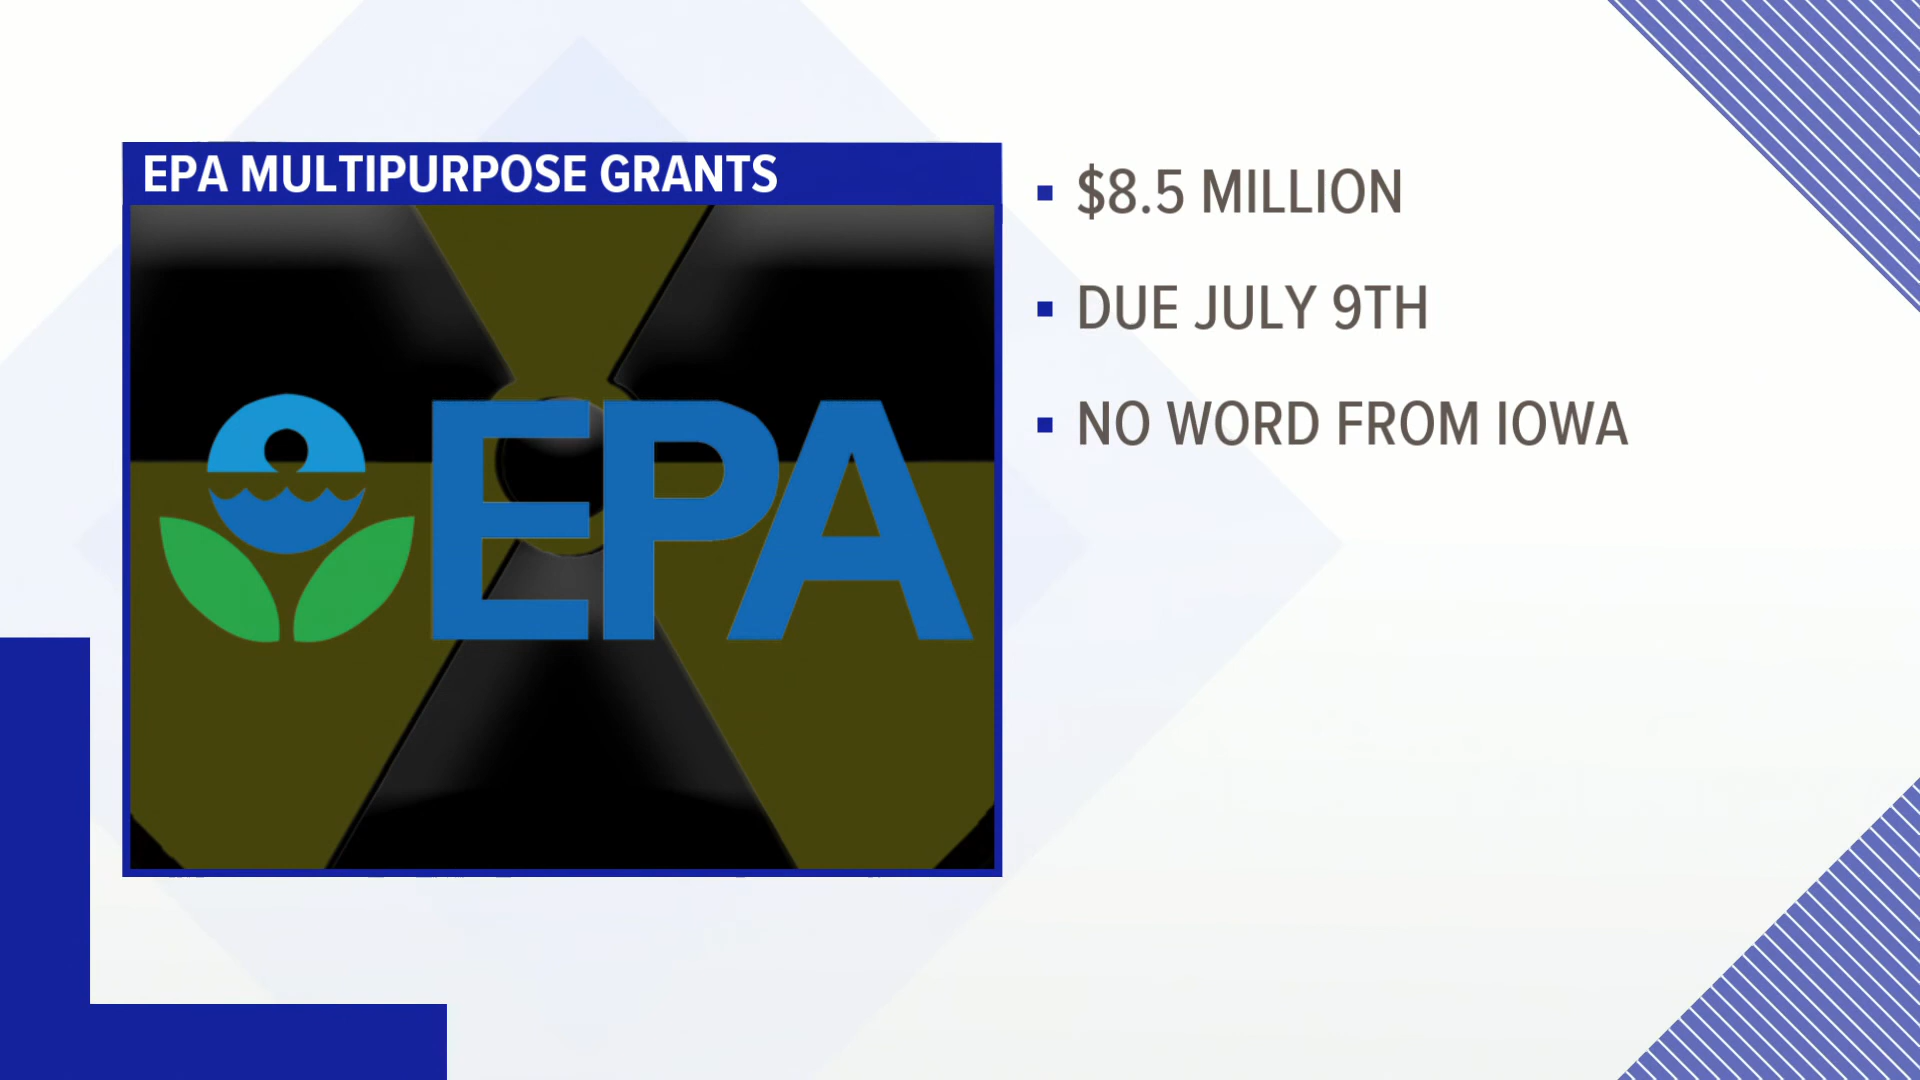 EPA MULTIPURPOSE GRANTS
EPA
$8.5 MILLION
DUE JULY 9TH
NO WORD FROM IOWA